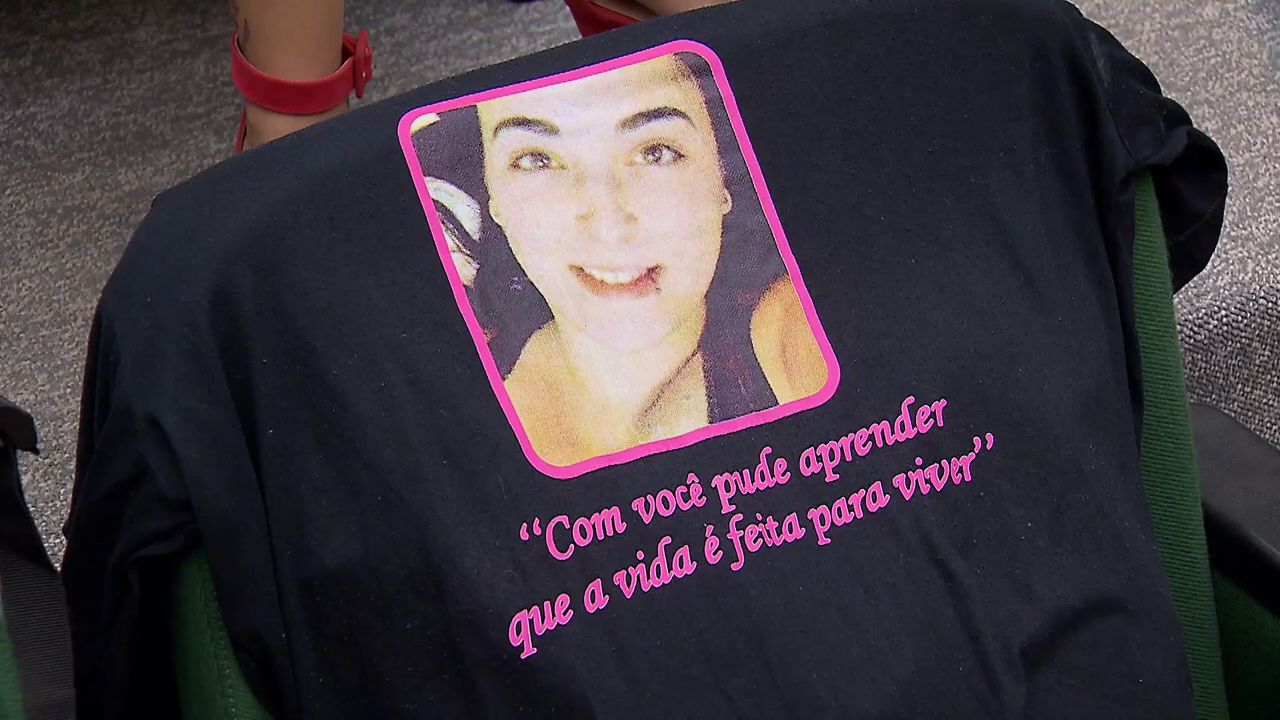 “Com você pude aprender
que a vida é feita para viver”